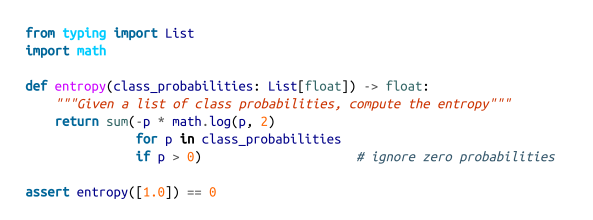 from typing import List
import math

def entropy(class_probabilities: List[float]) -> float:
    """Given a list of class probabilities, compute the entropy"""
    return sum(-p * math.log(p, 2)
               for p in class_probabilities
               if p > 0)                     # ignore zero probabilities

assert entropy([1.0]) == 0